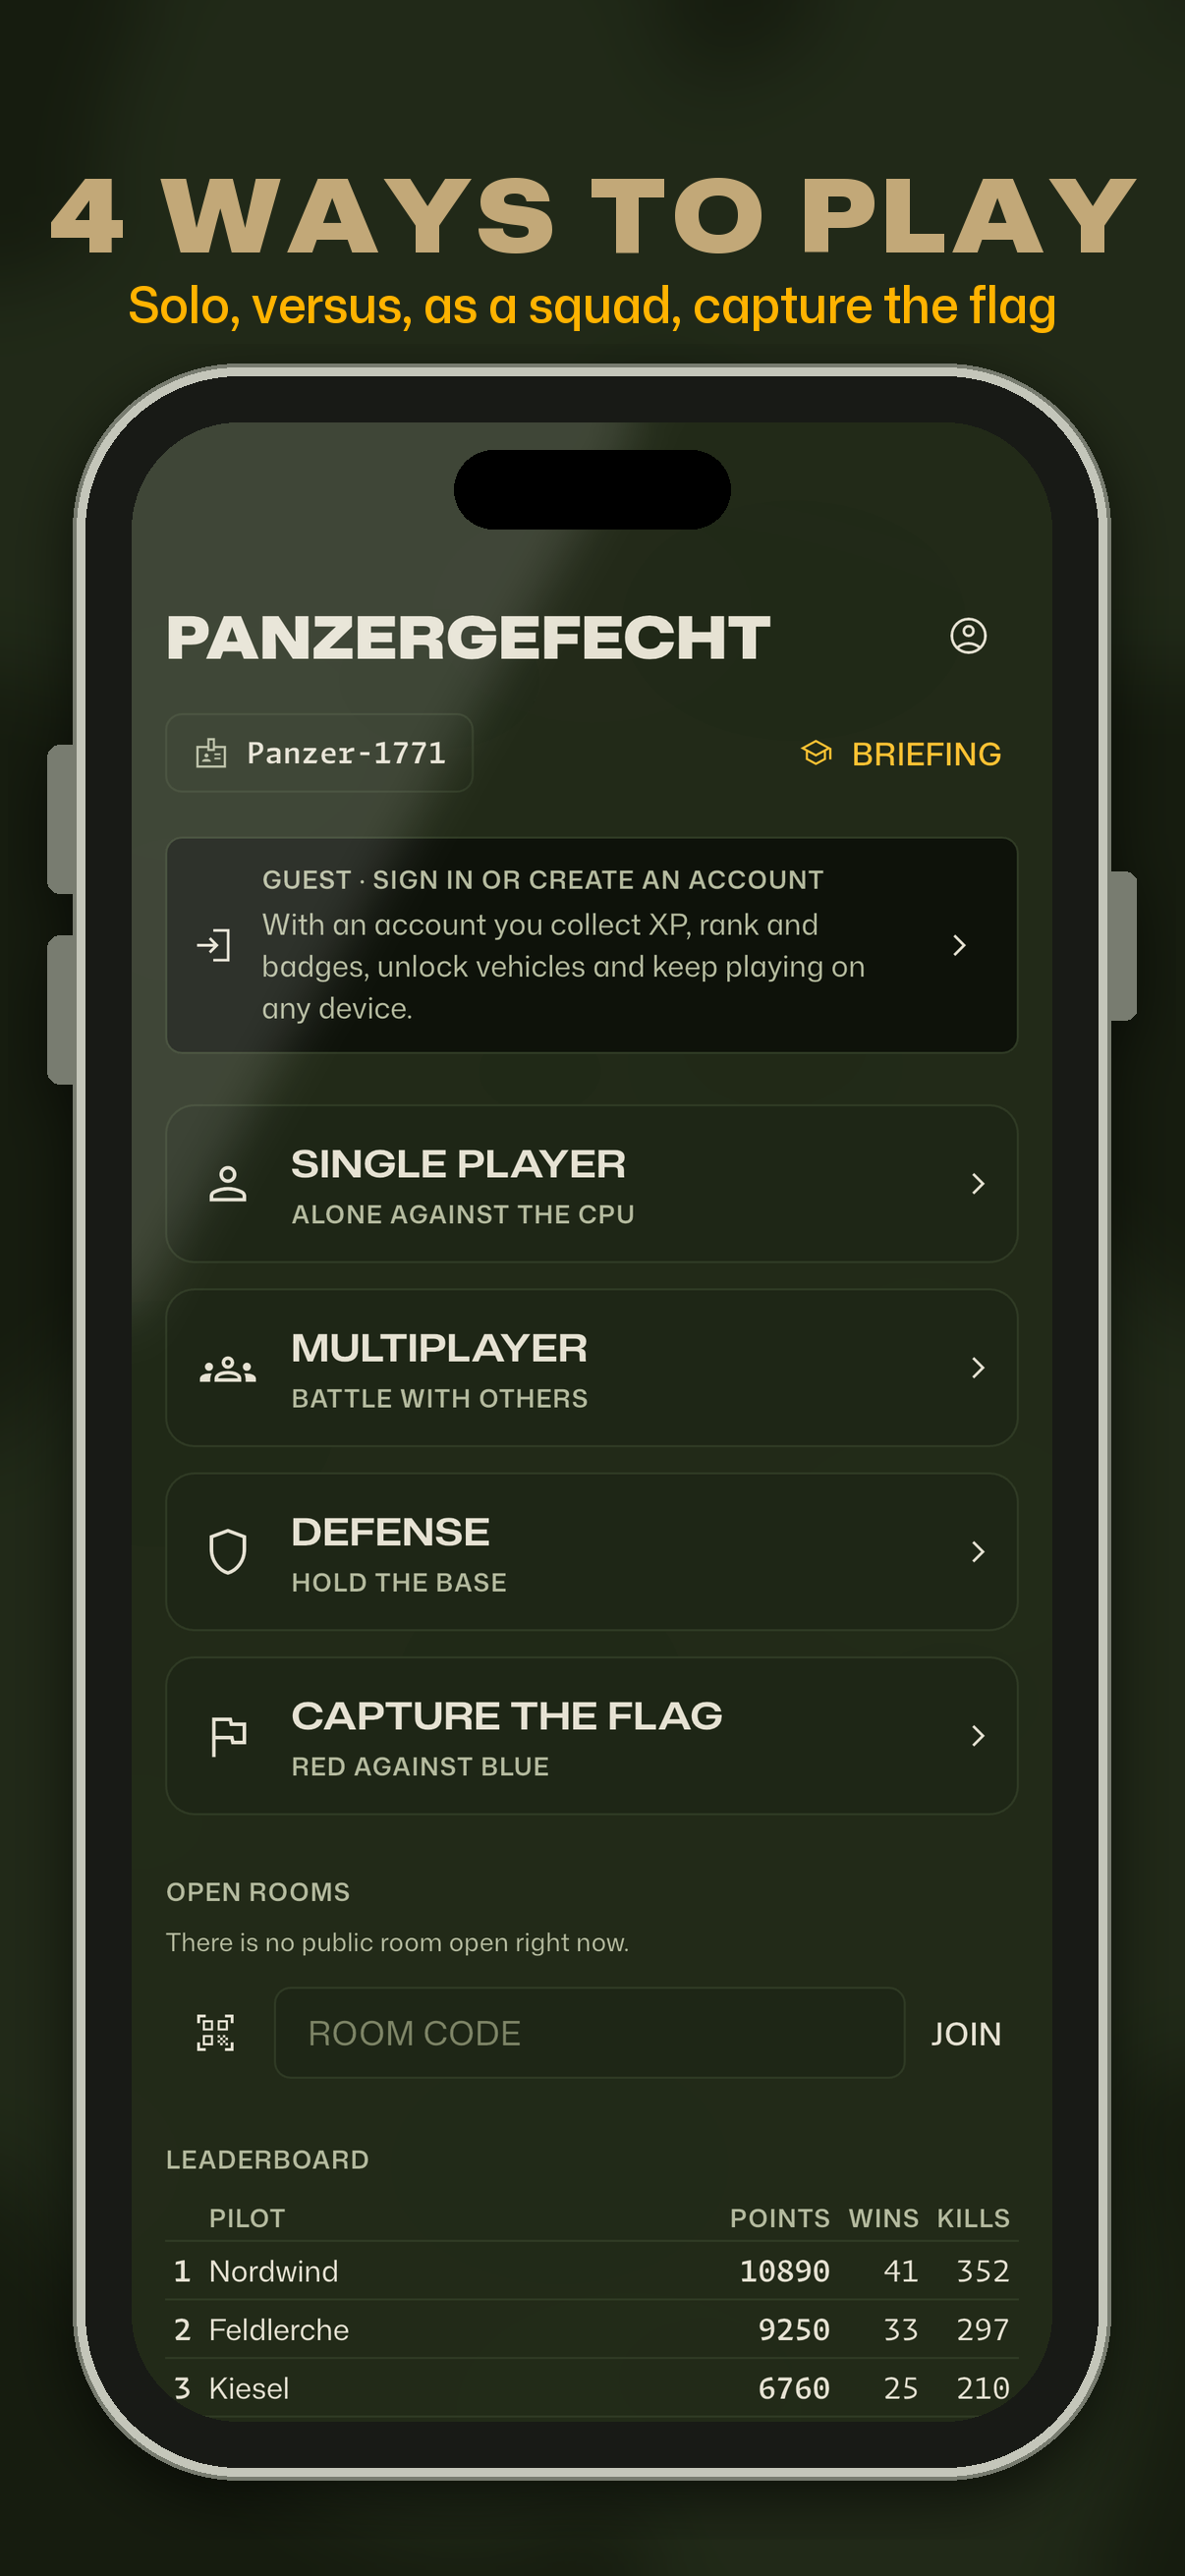 4 WAYS TO PLAY
Solo, versus, as a squad, capture the flag
PANZERGEFECHT
Panzer-1771
BRIEFING
GUEST · SIGN IN OR CREATE AN ACCOUNT
With an account you collect XP, rank and
badges, unlock vehicles and keep playing on
any device.
SINGLE PLAYER
ALONE AGAINST THE CPU
MULTIPLAYER
BATTLE WITH OTHERS
DEFENSE
HOLD THE BASE
CAPTURE THE FLAG
RED AGAINST BLUE
OPEN ROOMS
There is no public room open right now.
ROOM CODE
JOIN
LEADERBOARD
PILOT POINTS WINS KILLS
1 Nordwind 10890 41 352
2 Feldlerche 9250 33 297
3 Kiesel 6760 25 210